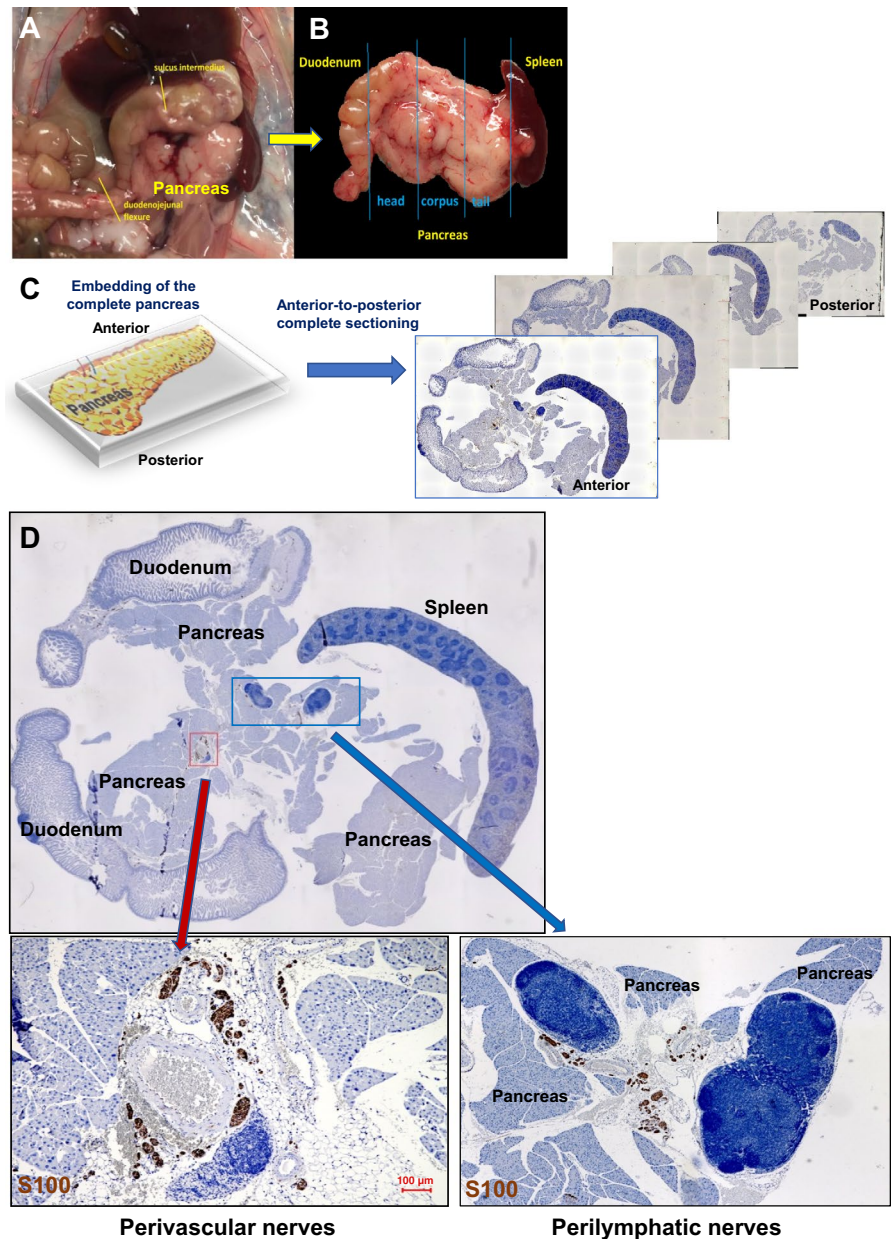 A
sulcus intermedius
Pancreas
duodenojejunal
flexure
B
Duodenum
Spleen
head
corpus
tail
Pancreas
C
Embedding of the
complete pancreas
Anterior
Pancreas
Posterior
Anterior-to-posterior
complete sectioning
Posterior
Anterior
D
Duodenum
Spleen
Pancreas
Pancreas
Duodenum
Pancreas
S100
100 µm
Perivascular nerves
Pancreas
Pancreas
Pancreas
S100
Perilymphatic nerves